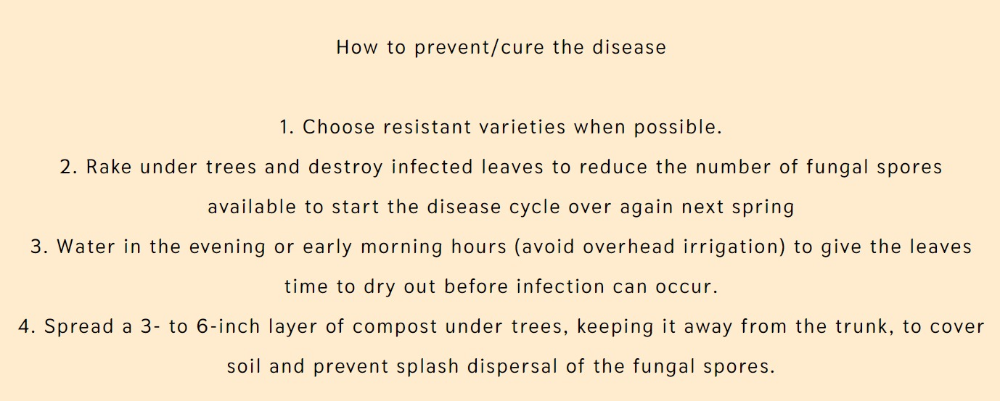 How to prevent/cure the disease
1. Choose resistant varieties when possible.
2. Rake under trees and destroy infected leaves to reduce the number of fungal spores
available to start the disease cycle over again next spring
3. Water in the evening or early morning hours (avoid overhead irrigation) to give the leaves
time to dry out before infection can occur.
4. Spread a 3- to 6-inch layer of compost under trees, keeping it away from the trunk, to cover
soil and prevent splash dispersal of the fungal spores.